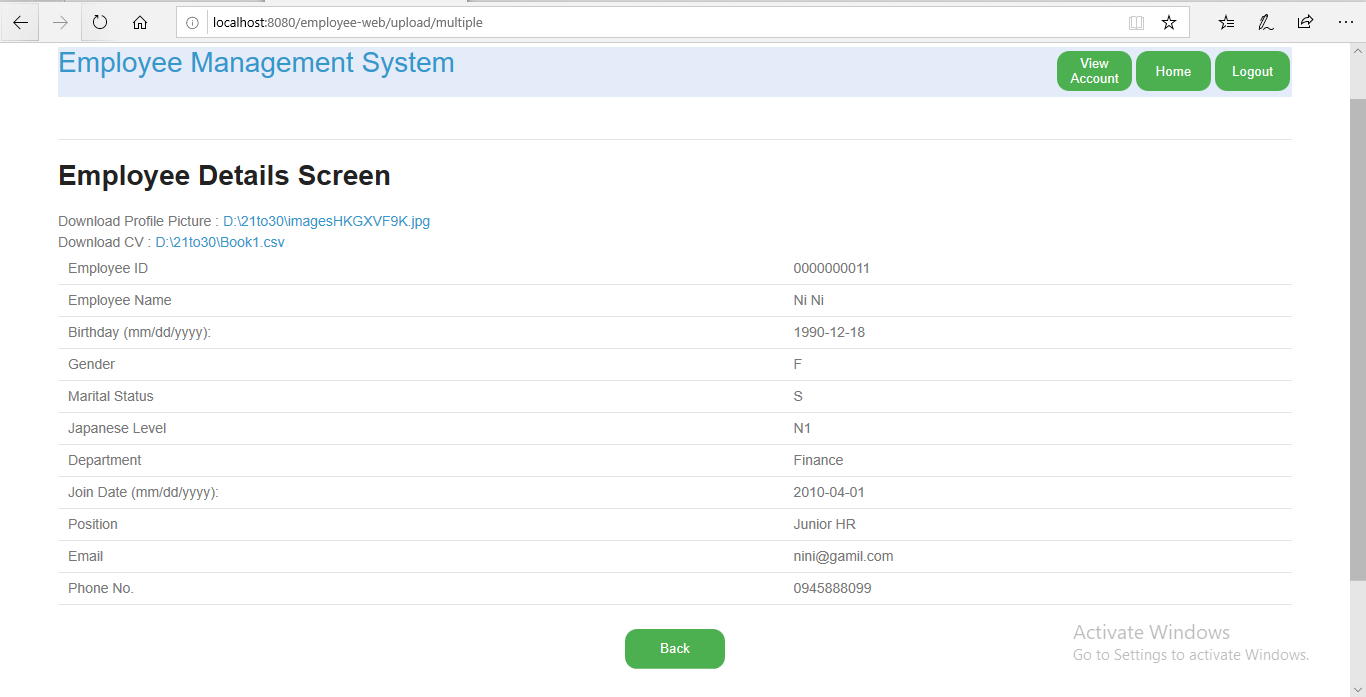 localhost:8080/employee-web/upload/multiple
Employee Management System
View
Account
Home
Logout
Employee Details Screen
Download Profile Picture : D:\21to30\imagesHKGXVF9K.jpg
Download CV : D:\21to30\Book1.csv
Employee ID 0000000011
Employee Name Ni Ni
Birthday (mm/dd/yyyy): 1990-12-18
Gender F
Marital Status S
Japanese Level N1
Department Finance
Join Date (mm/dd/yyyy): 2010-04-01
Position Junior HR
Email nini@gamil.com
Phone No. 0945888099
Back
Activate Windows
Go to Settings to activate Windows.